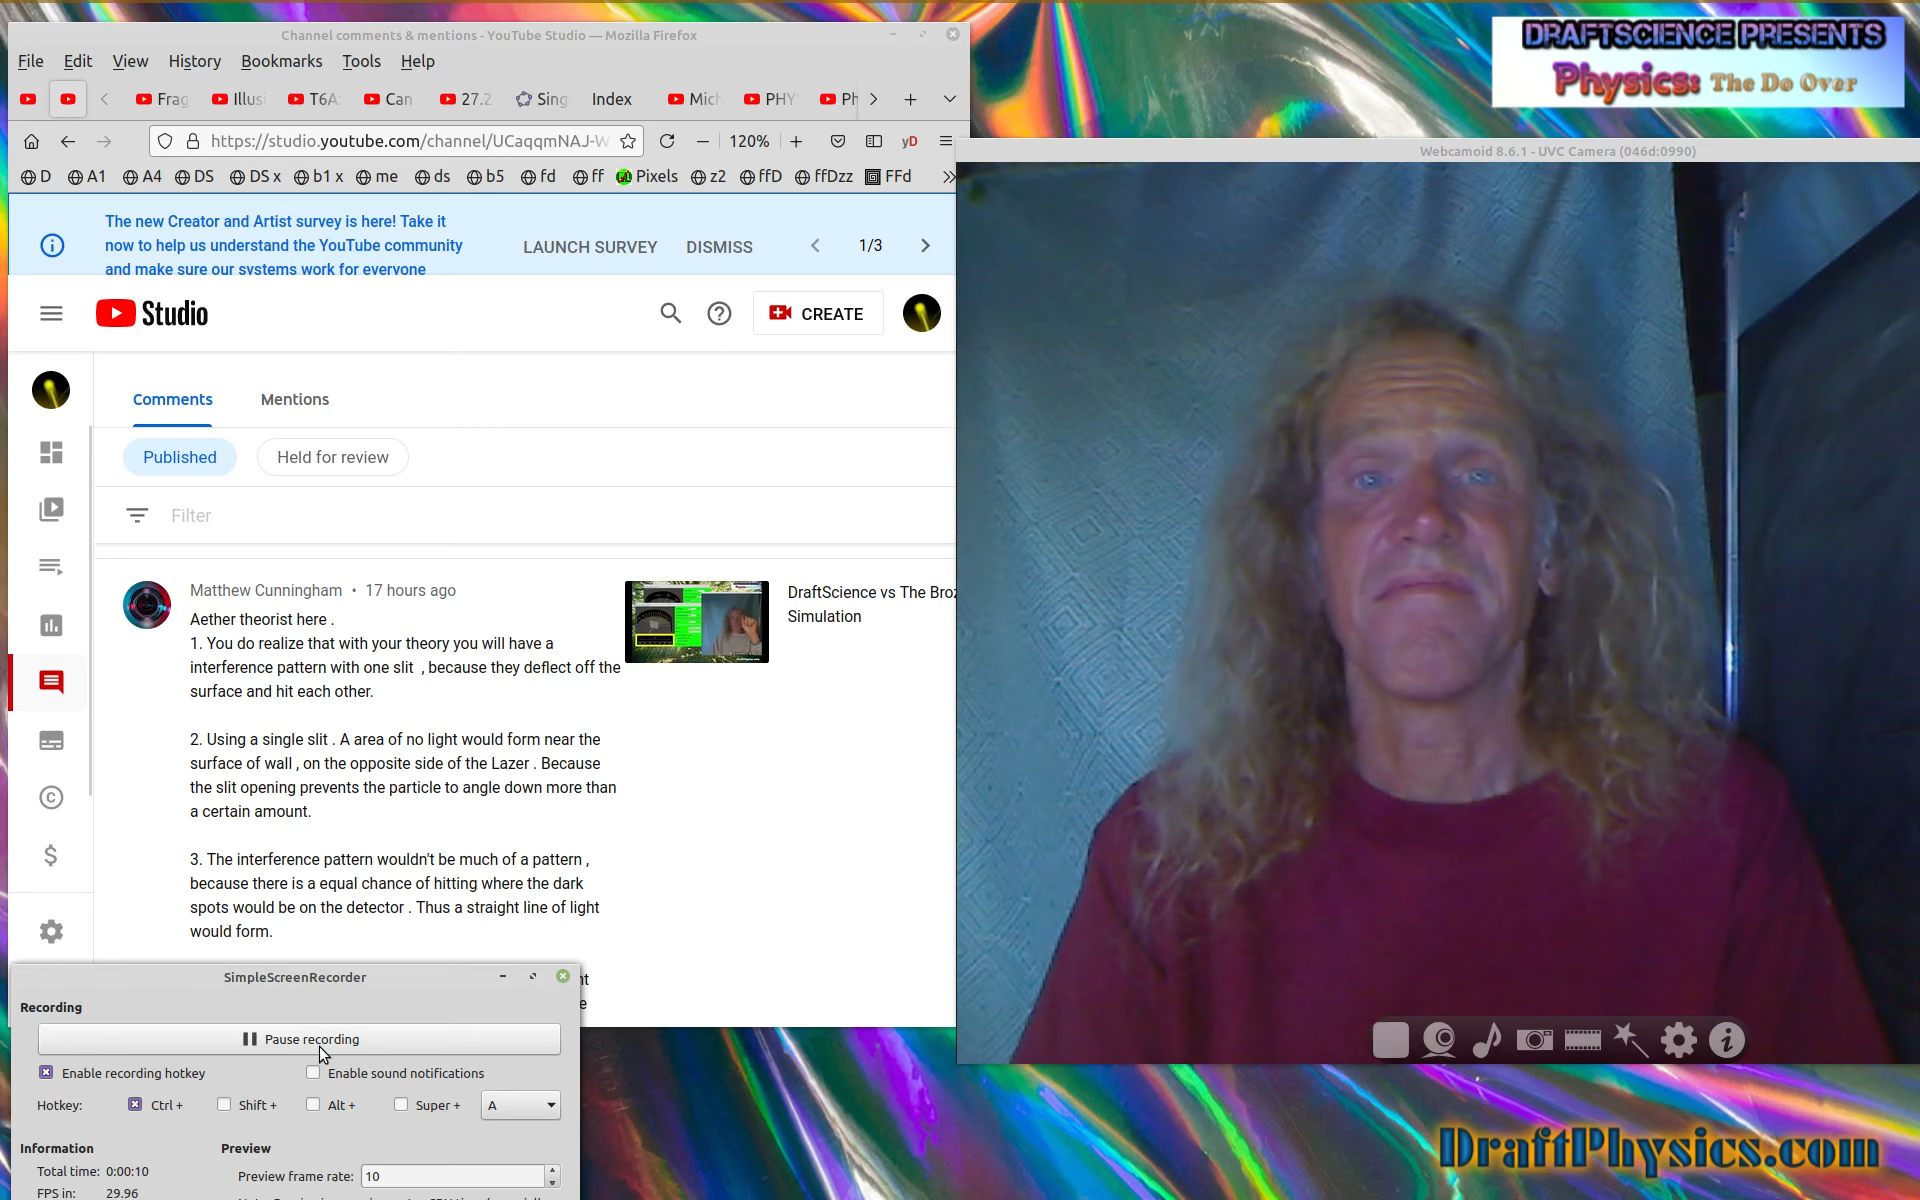 Channel comments & mentions - YouTube Studio — Mozilla Firefox
File Edit View History Bookmarks Tools Help
Frag Illus T6A Can 27.2 Sing Index Mich PHY Ph
https://studio.youtube.com/channel/UCaqqmNAJ-W 120% yD
D A1 A4 DS DS x b1 x me ds b5 fd ff Pixels z2 ffD ffDzz FFd
The new Creator and Artist survey is here! Take it
now to help us understand the YouTube community
and make sure our systems work for everyone
LAUNCH SURVEY DISMISS 1/3
Studio CREATE
Comments Mentions
Published Held for review
Filter
Matthew Cunningham • 17 hours ago
Aether theorist here .
1. You do realize that with your theory you will have a
interference pattern with one slit , because they deflect off the
surface and hit each other.
2. Using a single slit . A area of no light would form near the
surface of wall , on the opposite side of the Lazer . Because
the slit opening prevents the particle to angle down more than
a certain amount.
3. The interference pattern wouldn't be much of a pattern ,
because there is a equal chance of hitting where the dark
spots would be on the detector . Thus a straight line of light
would form.
DraftScience vs The Broz
Simulation
SimpleScreenRecorder
Recording
Pause recording
Enable recording hotkey Enable sound notifications
Hotkey: Ctrl + Shift + Alt + Super + A
Information Preview
Total time: 0:00:10
Preview frame rate: 10
FPS in: 29.96
DRAFTSCIENCE PRESENTS
Physics: The Do Over
Webcamoid 8.6.1 - UVC Camera (046d:0990)
DraftPhysics.com